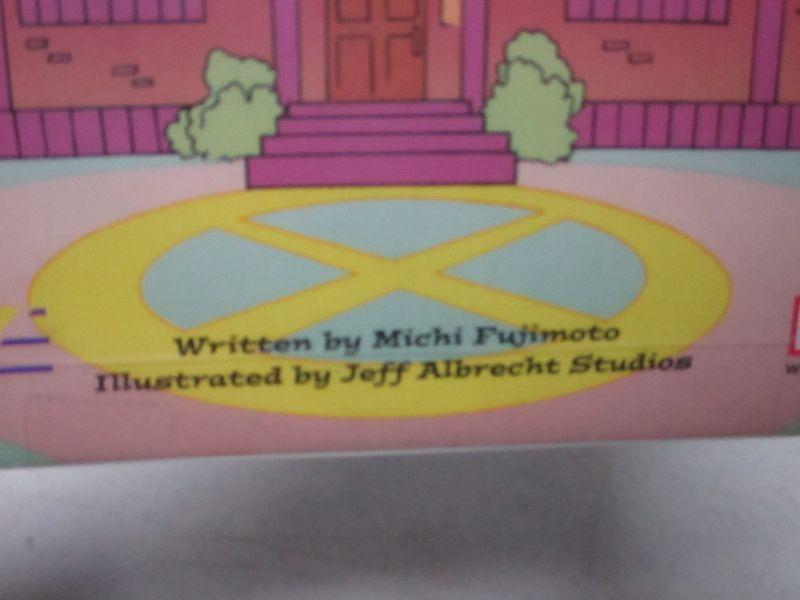 Written by Michi Fujimoto
Illustrated by Jeff Albrecht Studios